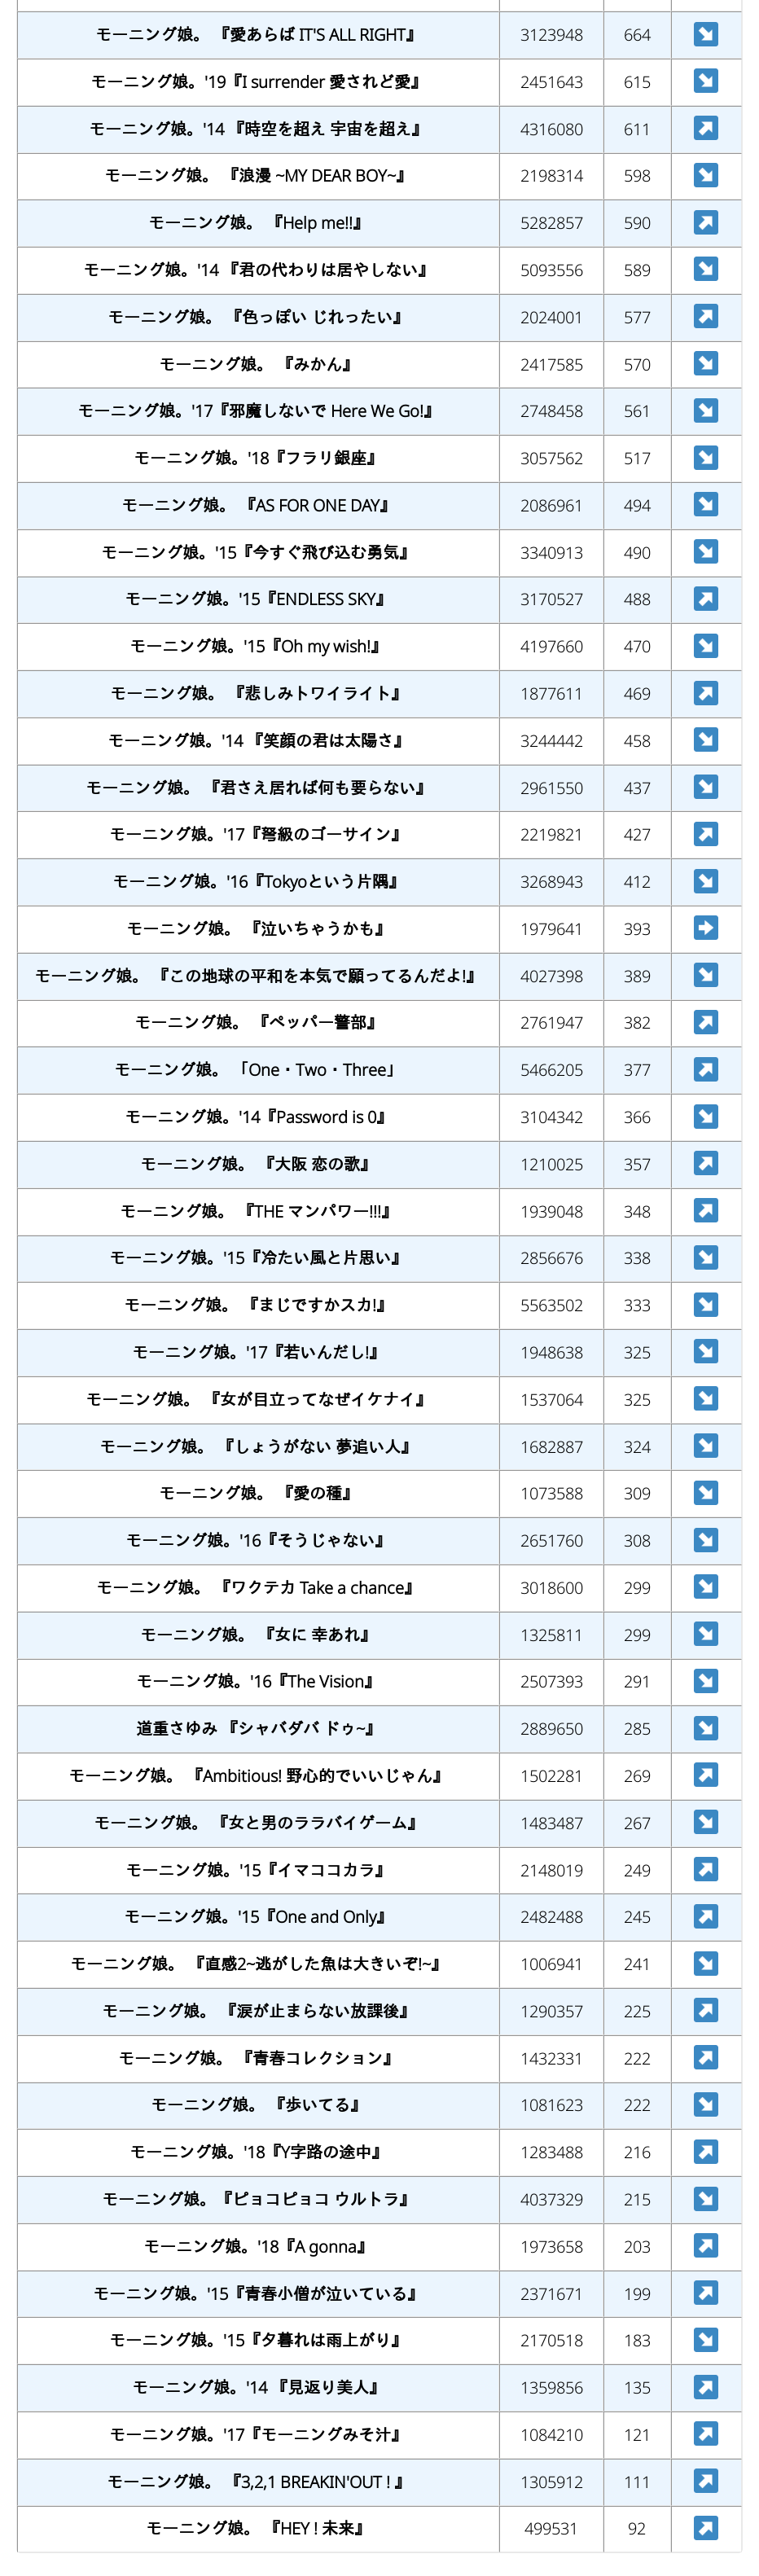 モーニング娘。 『愛あらば IT'S ALL RIGHT』 3123948 664 ↘
モーニング娘。'19『I surrender 愛されど愛』 2451643 615 ↘
モーニング娘。'14 『時空を超え 宇宙を超え』 4316080 611 ↗
モーニング娘。 『浪漫 ~MY DEAR BOY~』 2198314 598 ↘
モーニング娘。 『Help me!!』 5282857 590 ↗
モーニング娘。'14 『君の代わりは居やしない』 5093556 589 ↘
モーニング娘。 『色っぽい じれったい』 2024001 577 ↗
モーニング娘。 『みかん』 2417585 570 ↘
モーニング娘。'17『邪魔しないで Here We Go!』 2748458 561 ↘
モーニング娘。'18『フラリ銀座』 3057562 517 ↘
モーニング娘。 『AS FOR ONE DAY』 2086961 494 ↘
モーニング娘。'15『今すぐ飛び込む勇気』 3340913 490 ↘
モーニング娘。'15『ENDLESS SKY』 3170527 488 ↗
モーニング娘。'15『Oh my wish!』 4197660 470 ↘
モーニング娘。 『悲しみトワイライト』 1877611 469 ↗
モーニング娘。'14 『笑顔の君は太陽さ』 3244442 458 ↘
モーニング娘。 『君さえ居れば何も要らない』 2961550 437 ↘
モーニング娘。'17『弩級のゴーサイン』 2219821 427 ↗
モーニング娘。'16『Tokyoという片隅』 3268943 412 ↘
モーニング娘。 『泣いちゃうかも』 1979641 393 ➡
モーニング娘。 『この地球の平和を本気で願ってるんだよ!』 4027398 389 ↘
モーニング娘。 『ペッパー警部』 2761947 382 ↗
モーニング娘。 「One・Two・Three」 5466205 377 ↗
モーニング娘。'14『Password is 0』 3104342 366 ↘
モーニング娘。 『大阪 恋の歌』 1210025 357 ↗
モーニング娘。 『THE マンパワー!!!』 1939048 348 ↗
モーニング娘。'15『冷たい風と片思い』 2856676 338 ↘
モーニング娘。 『まじですかスカ!』 5563502 333 ↘
モーニング娘。'17『若いんだし!』 1948638 325 ↘
モーニング娘。 『女が目立ってなぜイケナイ』 1537064 325 ↘
モーニング娘。 『しょうがない 夢追い人』 1682887 324 ↘
モーニング娘。 『愛の種』 1073588 309 ↘
モーニング娘。'16『そうじゃない』 2651760 308 ↘
モーニング娘。 『ワクテカ Take a chance』 3018600 299 ↘
モーニング娘。 『女に 幸あれ』 1325811 299 ↘
モーニング娘。'16『The Vision』 2507393 291 ↘
道重さゆみ 『シャバダバ ドゥ~』 2889650 285 ↘
モーニング娘。 『Ambitious! 野心的でいいじゃん』 1502281 269 ↗
モーニング娘。 『女と男のララバイゲーム』 1483487 267 ↘
モーニング娘。'15『イマココカラ』 2148019 249 ↗
モーニング娘。'15『One and Only』 2482488 245 ↗
モーニング娘。 『直感2~逃がした魚は大きいぞ!~』 1006941 241 ↘
モーニング娘。 『涙が止まらない放課後』 1290357 225 ↗
モーニング娘。 『青春コレクション』 1432331 222 ↗
モーニング娘。 『歩いてる』 1081623 222 ↘
モーニング娘。'18『Y字路の途中』 1283488 216 ↗
モーニング娘。『ピョコピョコ ウルトラ』 4037329 215 ↘
モーニング娘。'18『A gonna』 1973658 203 ↗
モーニング娘。'15『青春小僧が泣いている』 2371671 199 ↗
モーニング娘。'15『夕暮れは雨上がり』 2170518 183 ↘
モーニング娘。'14 『見返り美人』 1359856 135 ↗
モーニング娘。'17『モーニングみそ汁』 1084210 121 ↗
モーニング娘。 『3,2,1 BREAKIN'OUT ! 』 1305912 111 ↗
モーニング娘。 『HEY ! 未来』 499531 92 ↗